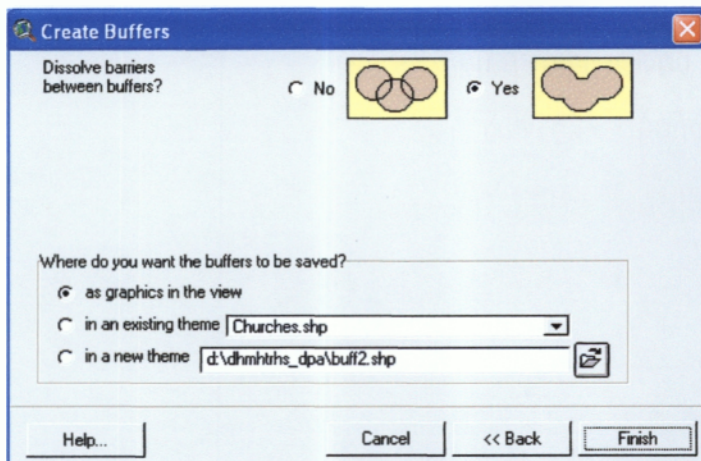 Create Buffers
Dissolve barriers
between buffers?
No
Yes
Where do you want the buffers to be saved?
as graphics in the view
in an existing theme Churches.shp
in a new theme d:\dhmhtrhs_dpa\buff2.shp
Help...
Cancel
<< Back
Finish